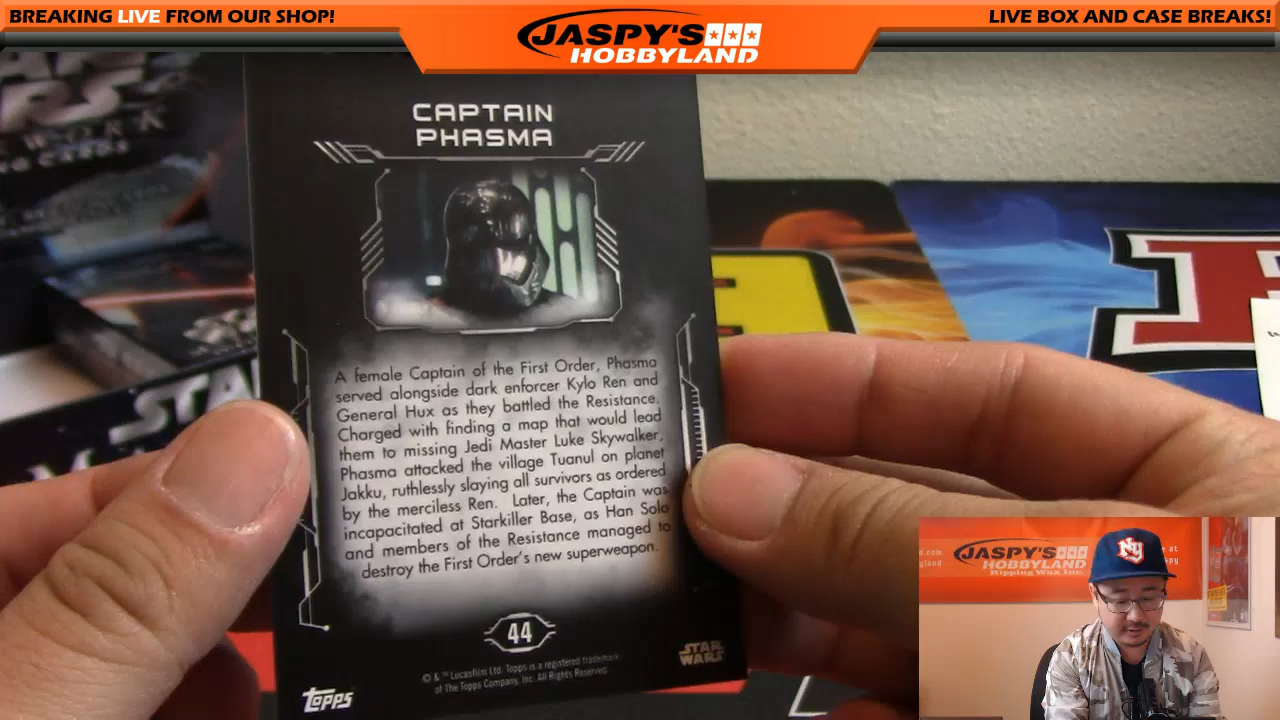 BREAKING LIVE FROM OUR SHOP!
JASPY'S
HOBBYLAND
LIVE BOX AND CASE BREAKS!
CAPTAIN
PHASMA
A female Captain of the First Order, Phasma
served alongside dark enforcer Kylo Ren and
General Hux as they battled the Resistance.
Charged with finding a map that would lead
them to missing Jedi Master Luke Skywalker,
Phasma attacked the village Tuanul on planet
Jakku, ruthlessly slaying all survivors as ordered
by the merciless Ren. Later, the Captain was
incapacitated at Starkiller Base, as Han Solo
and members of the Resistance managed to
destroy the First Order's new superweapon.
44
© & ™ Lucasfilm Ltd. Topps is a registered trademark
of The Topps Company, Inc. All Rights Reserved.
TOPPS
STAR
WARS
STAR
JASPY'S
HOBBYLAND
Ripping Wax Inc.
NY